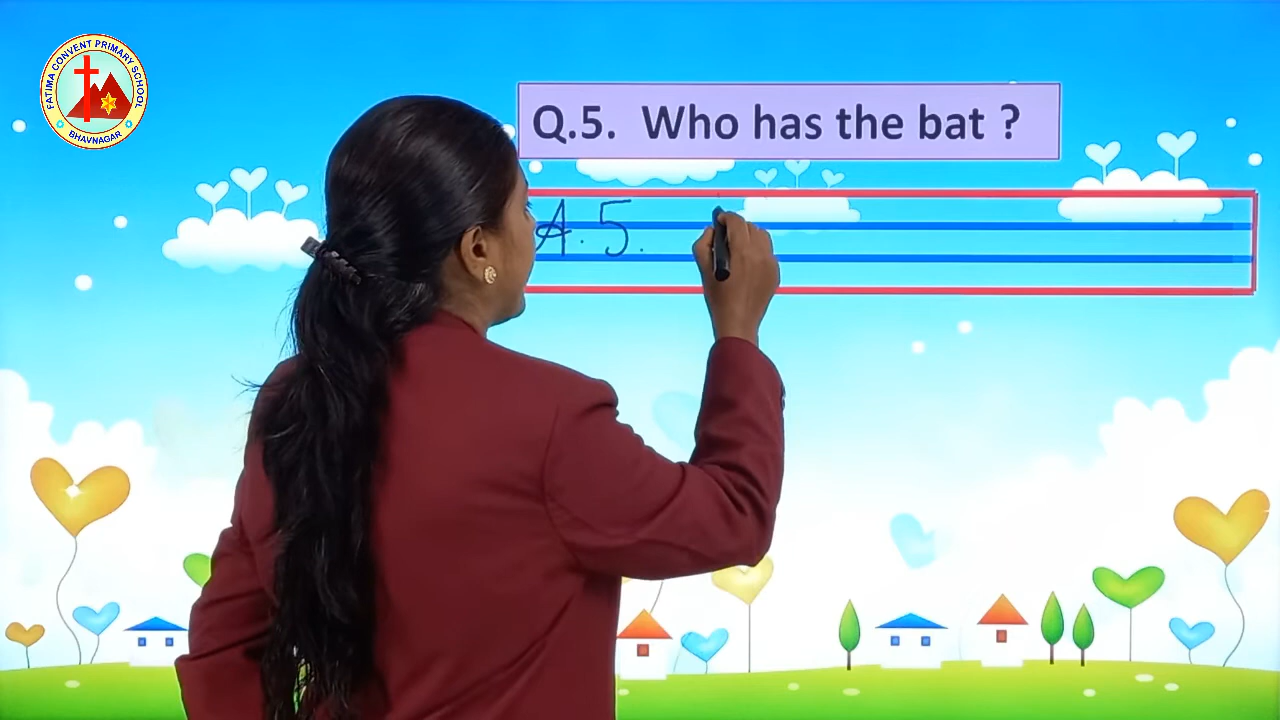 FATIMA CONVENT PRIMARY SCHOOL
BHAVNAGAR
Q.5. Who has the bat ?
A. 5.